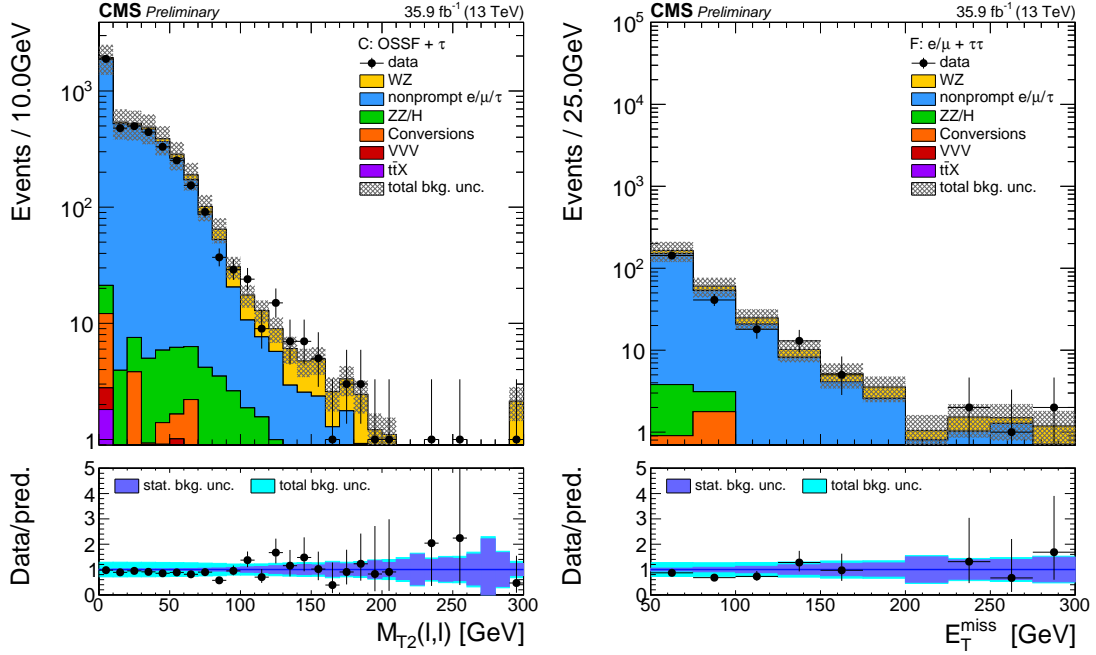 CMS Preliminary 35.9 fb⁻¹ (13 TeV)
Events / 10.0GeV
C: OSSF + τ
data
WZ
nonprompt e/μ/τ
ZZ/H
Conversions
VVV
tt̄X
total bkg. unc.
10³
10²
10
1
Data/pred.
stat. bkg. unc. total bkg. unc.
5
4
3
2
1
0
0 50 100 150 200 250 300
M_T2(l,l) [GeV]
CMS Preliminary 35.9 fb⁻¹ (13 TeV)
Events / 25.0GeV
F: e/μ + ττ
data
WZ
nonprompt e/μ/τ
ZZ/H
Conversions
VVV
tt̄X
total bkg. unc.
10⁵
10⁴
10³
10²
10
1
Data/pred.
stat. bkg. unc. total bkg. unc.
5
4
3
2
1
0
50 100 150 200 250 300
E_T^miss [GeV]